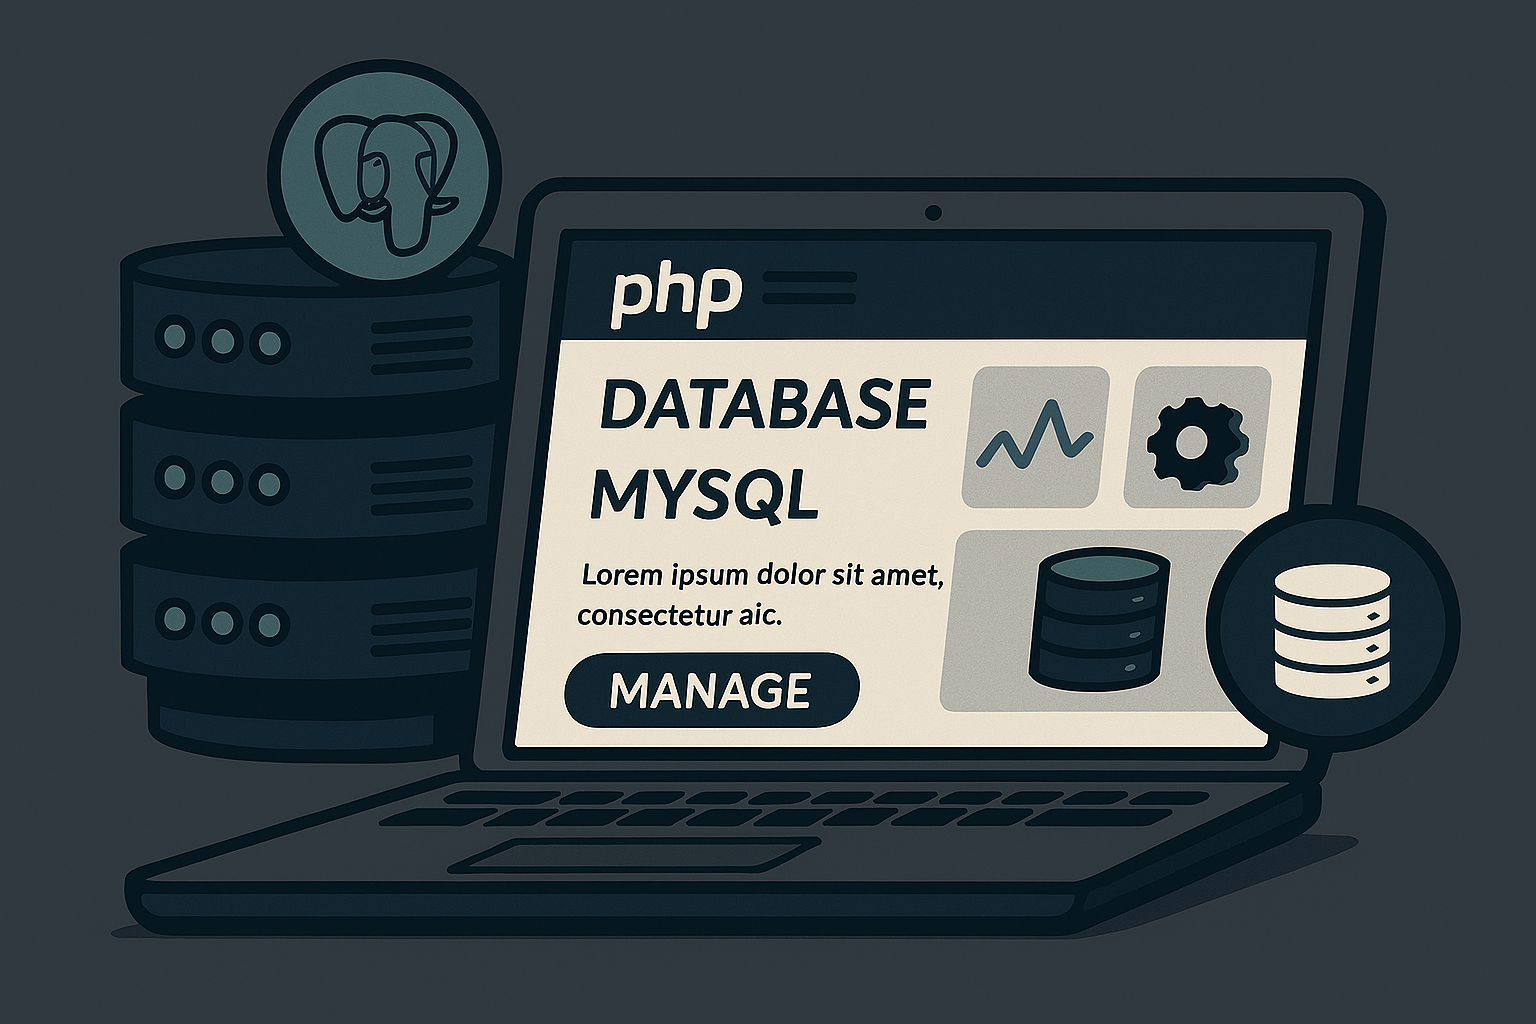 php
DATABASE
MYSQL
Lorem ipsum dolor sit amet,
consectetur aic.
MANAGE